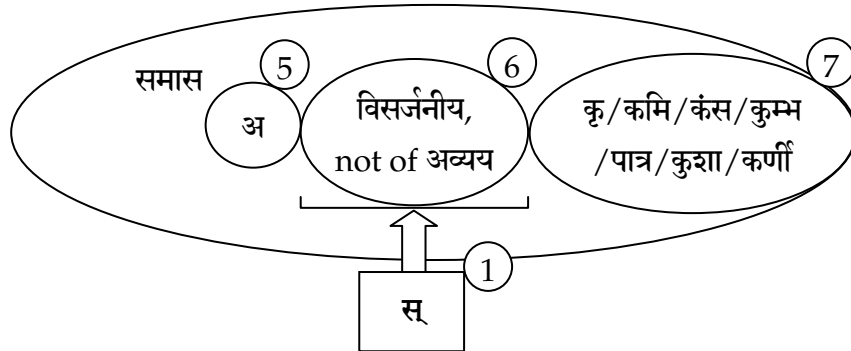 समास
5
6
7
अ
विसर्जनीय,
not of अव्यय
कृ/कमि/कंस/कुम्भ
/पात्र/कुशा/कर्णी
1
स्